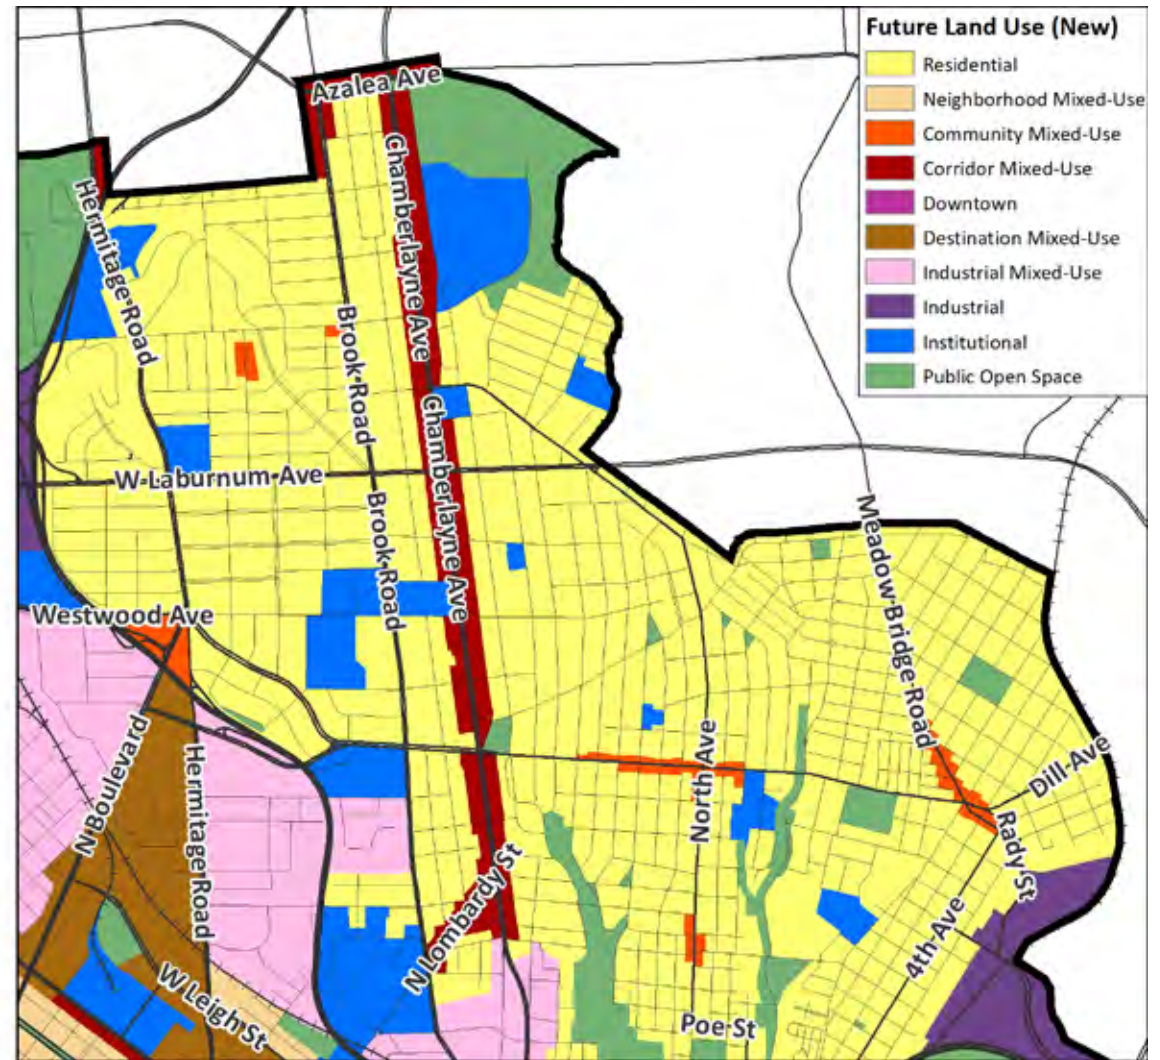 Future Land Use (New)
Residential
Neighborhood Mixed-Use
Community Mixed-Use
Corridor Mixed-Use
Downtown
Destination Mixed-Use
Industrial Mixed-Use
Industrial
Institutional
Public Open Space
Azalea Ave
Chamberlayne Ave
Hermitage Road
Brook Road
Chamberlayne Ave
W Laburnum Ave
Brook Road
Meadow Bridge Road
Westwood Ave
N Boulevard
Hermitage Road
North Ave
Dill Ave
Rady St
N Lombardy St
4th Ave
W Leigh St
Poe St